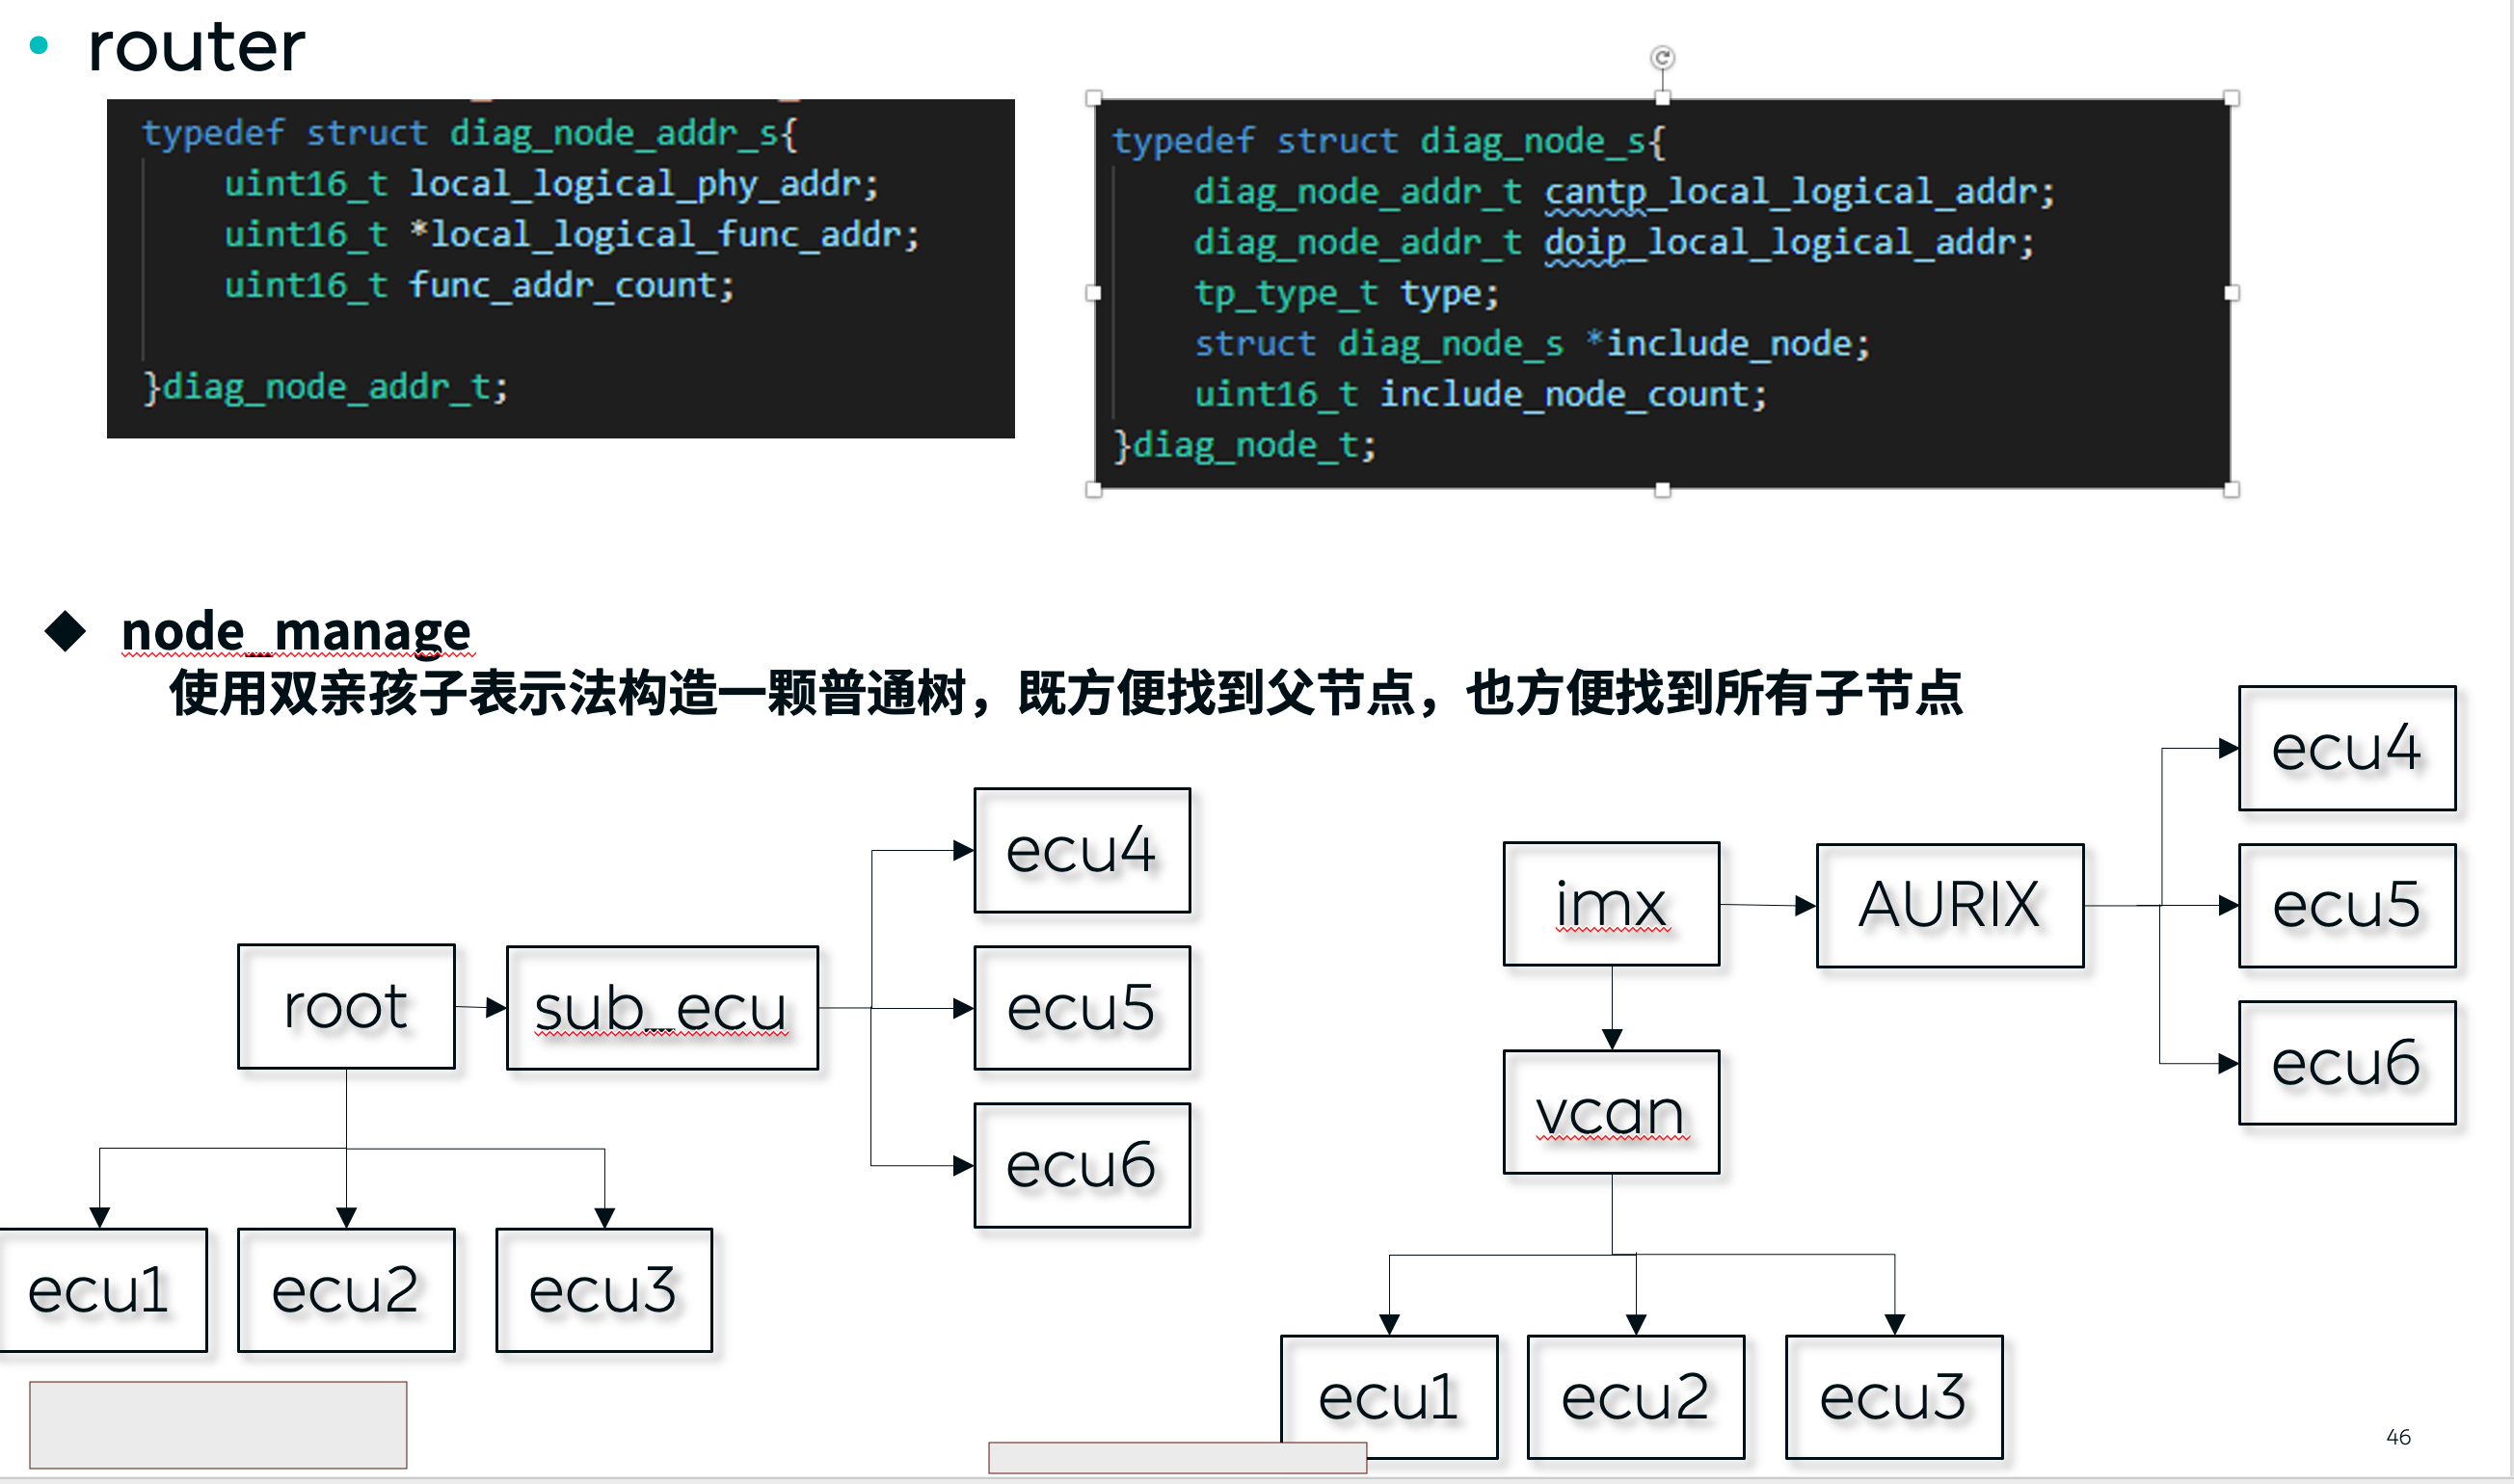 router
typedef struct diag_node_addr_s{
uint16_t local_logical_phy_addr;
uint16_t *local_logical_func_addr;
uint16_t func_addr_count;
}diag_node_addr_t;
typedef struct diag_node_s{
diag_node_addr_t cantp_local_logical_addr;
diag_node_addr_t doip_local_logical_addr;
tp_type_t type;
struct diag_node_s *include_node;
uint16_t include_node_count;
}diag_node_t;
node_manage
使用双亲孩子表示法构造一颗普通树，既方便找到父节点，也方便找到所有子节点
root
sub_ecu
ecu4
ecu5
ecu6
ecu1
ecu2
ecu3
imx
AURIX
ecu4
ecu5
ecu6
vcan
ecu1
ecu2
ecu3
46